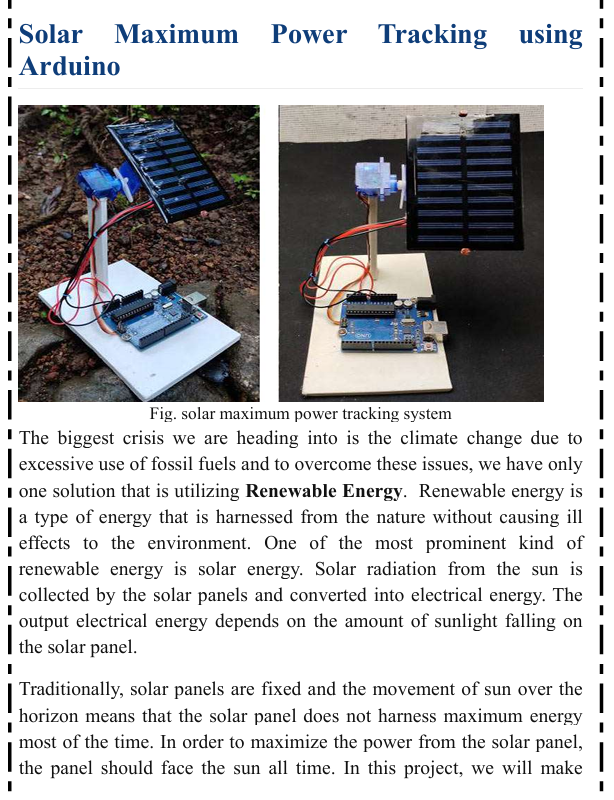 Solar Maximum Power Tracking using
Arduino
Fig. solar maximum power tracking system
The biggest crisis we are heading into is the climate change due to
excessive use of fossil fuels and to overcome these issues, we have only
one solution that is utilizing Renewable Energy. Renewable energy is
a type of energy that is harnessed from the nature without causing ill
effects to the environment. One of the most prominent kind of
renewable energy is solar energy. Solar radiation from the sun is
collected by the solar panels and converted into electrical energy. The
output electrical energy depends on the amount of sunlight falling on
the solar panel.
Traditionally, solar panels are fixed and the movement of sun over the
horizon means that the solar panel does not harness maximum energy
most of the time. In order to maximize the power from the solar panel,
the panel should face the sun all time. In this project, we will make